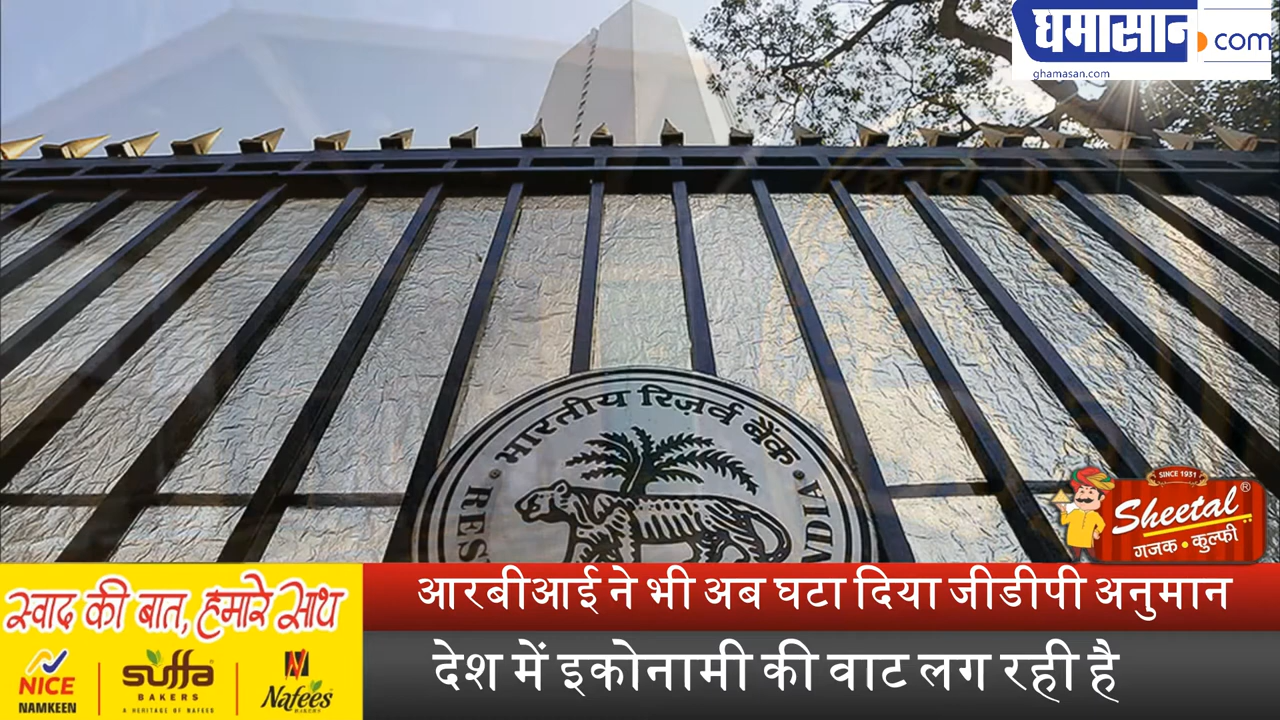 घमासान.com
ghamasan.com
भारतीय रिज़र्व बैंक
RES
SINCE 1931
Sheetal®
गजक • कुल्फी
स्वाद की बात, हमारे साथ
NICE
NAMKEEN
suffa
BAKERS
A HERITAGE OF NAFEES
Nafees
BAKERY
आरबीआई ने भी अब घटा दिया जीडीपी अनुमान
देश में इकोनामी की वाट लग रही है